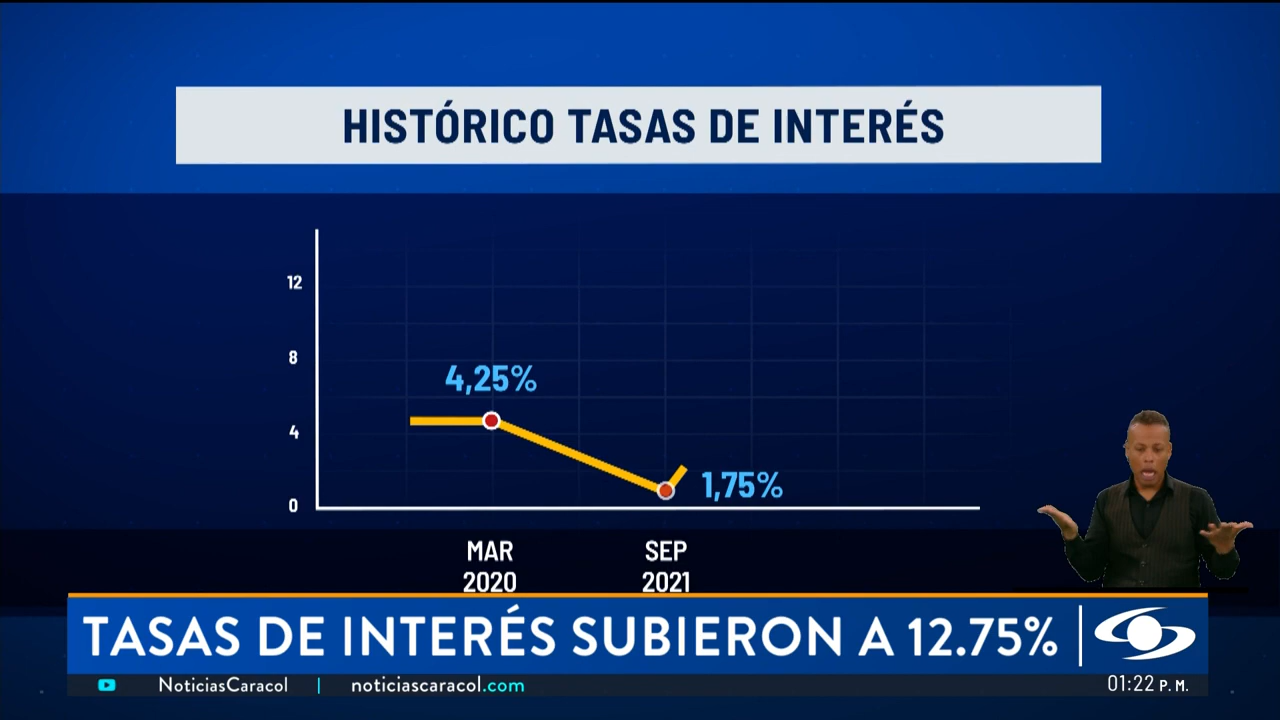 HISTÓRICO TASAS DE INTERÉS
12
8
4
0
4,25%
1,75%
MAR
2020
SEP
2021
TASAS DE INTERÉS SUBIERON A 12.75%
NoticiasCaracol | noticiascaracol.com
01:22 P. M.